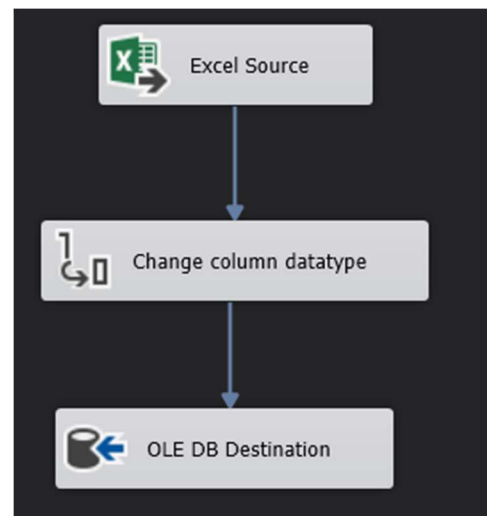 Excel Source
Change column datatype
OLE DB Destination